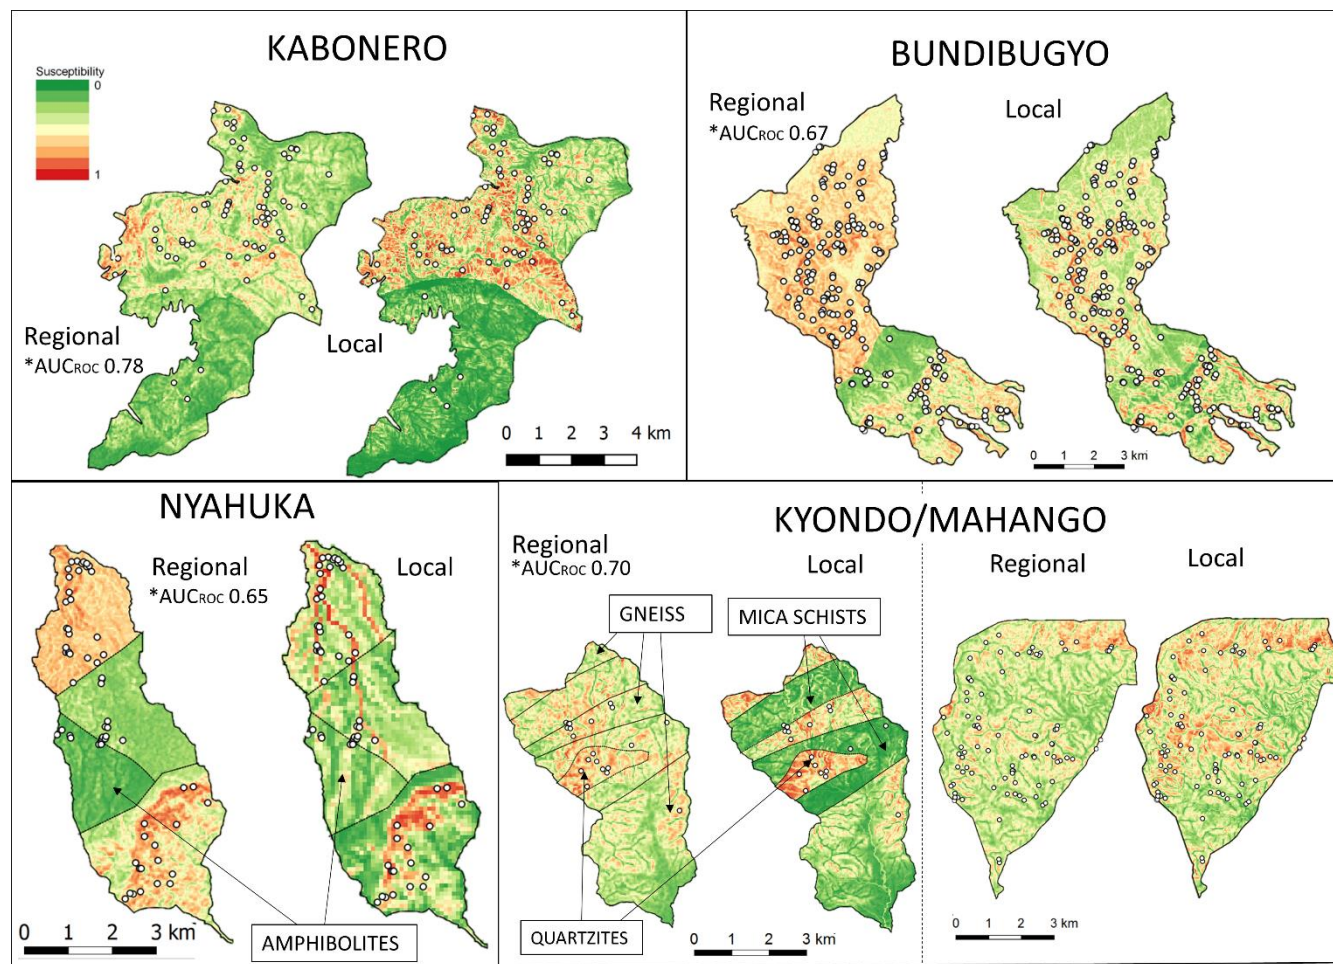 KABONERO
Susceptibility
0
1
Regional
*AUCROC 0.78
Local
0 1 2 3 4 km
BUNDIBUGYO
Regional
*AUCROC 0.67
Local
0 1 2 3 km
NYAHUKA
Regional
*AUCROC 0.65
Local
AMPHIBOLITES
0 1 2 3 km
KYONDO/MAHANGO
Regional
*AUCROC 0.70
Local
Regional
Local
GNEISS
MICA SCHISTS
QUARTZITES
0 1 2 3 km
0 1 2 3 km